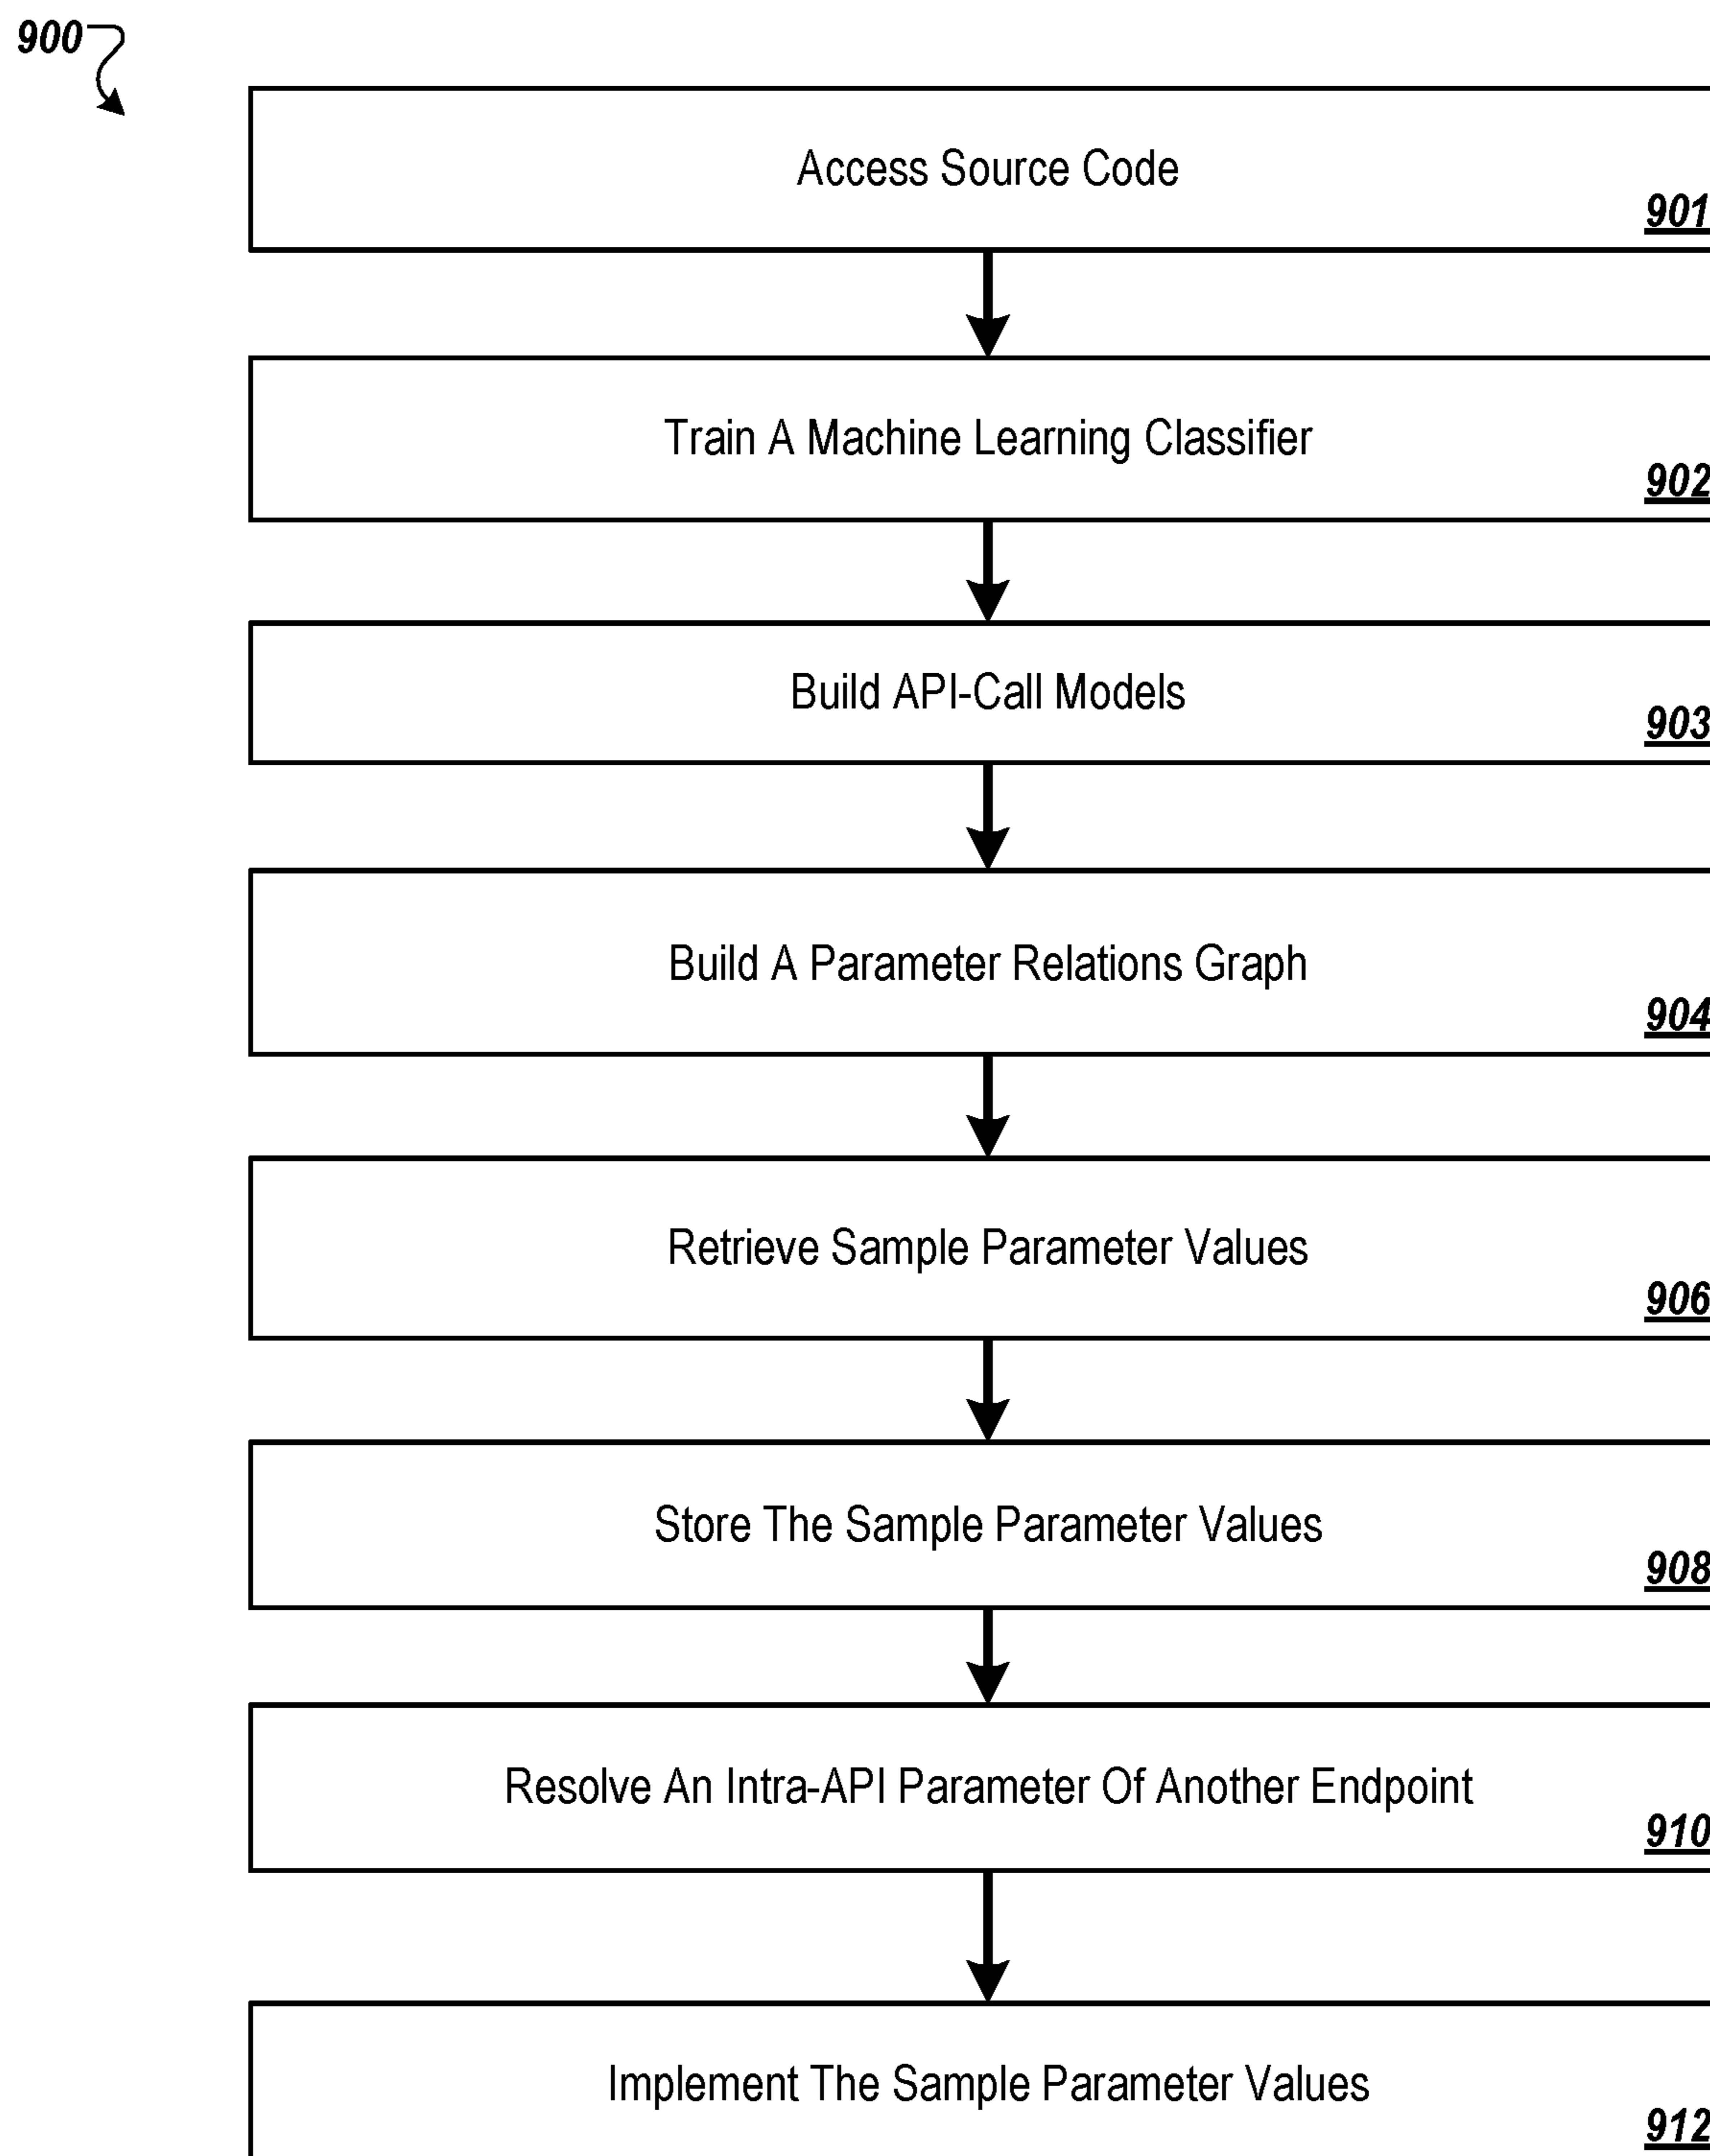 900
Access Source Code
901
Train A Machine Learning Classifier
902
Build API-Call Models
903
Build A Parameter Relations Graph
904
Retrieve Sample Parameter Values
906
Store The Sample Parameter Values
908
Resolve An Intra-API Parameter Of Another Endpoint
910
Implement The Sample Parameter Values
912